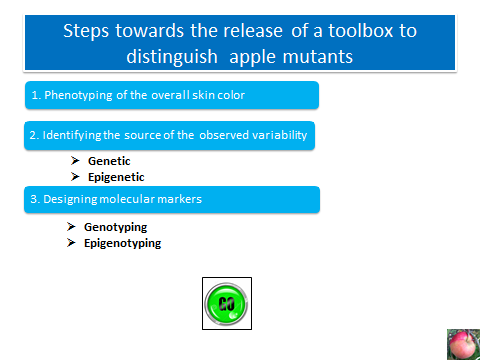 Steps towards the release of a toolbox to
distinguish apple mutants
1. Phenotyping of the overall skin color
2. Identifying the source of the observed variability
➢ Genetic
➢ Epigenetic
3. Designing molecular markers
➢ Genotyping
➢ Epigenotyping
GO